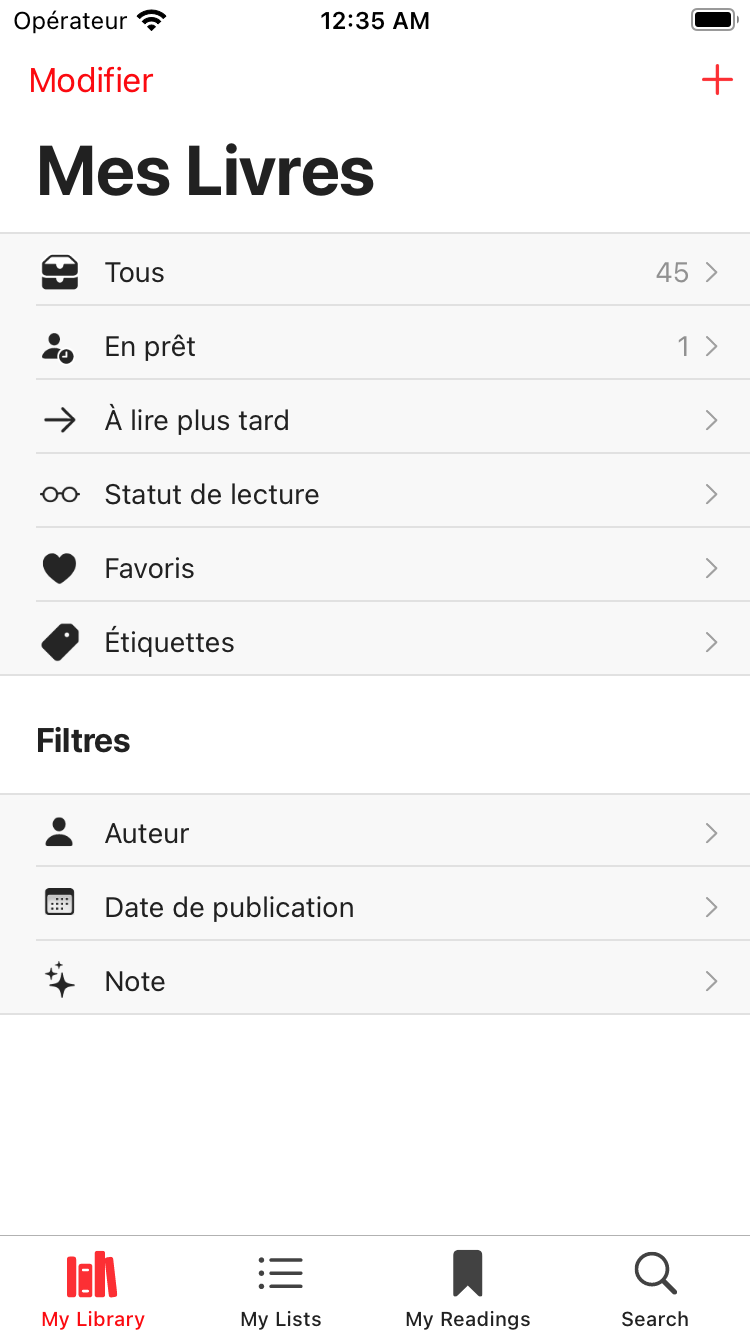 Opérateur 12:35 AM
Modifier
Mes Livres
Tous 45
En prêt 1
À lire plus tard
Statut de lecture
Favoris
Étiquettes
Filtres
Auteur
Date de publication
Note
My Library My Lists My Readings Search